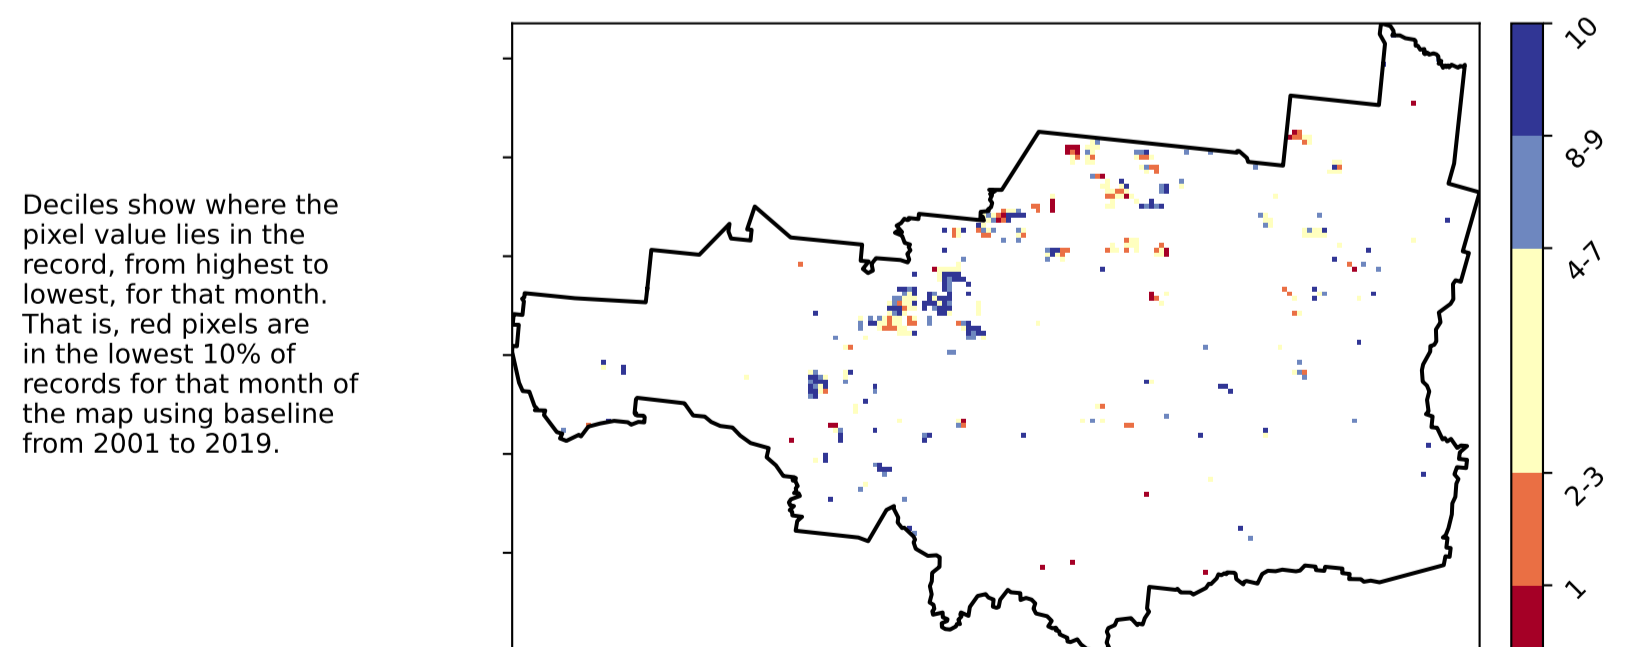 Deciles show where the
pixel value lies in the
record, from highest to
lowest, for that month.
That is, red pixels are
in the lowest 10% of
records for that month of
the map using baseline
from 2001 to 2019.
10
8-9
4-7
2-3
1